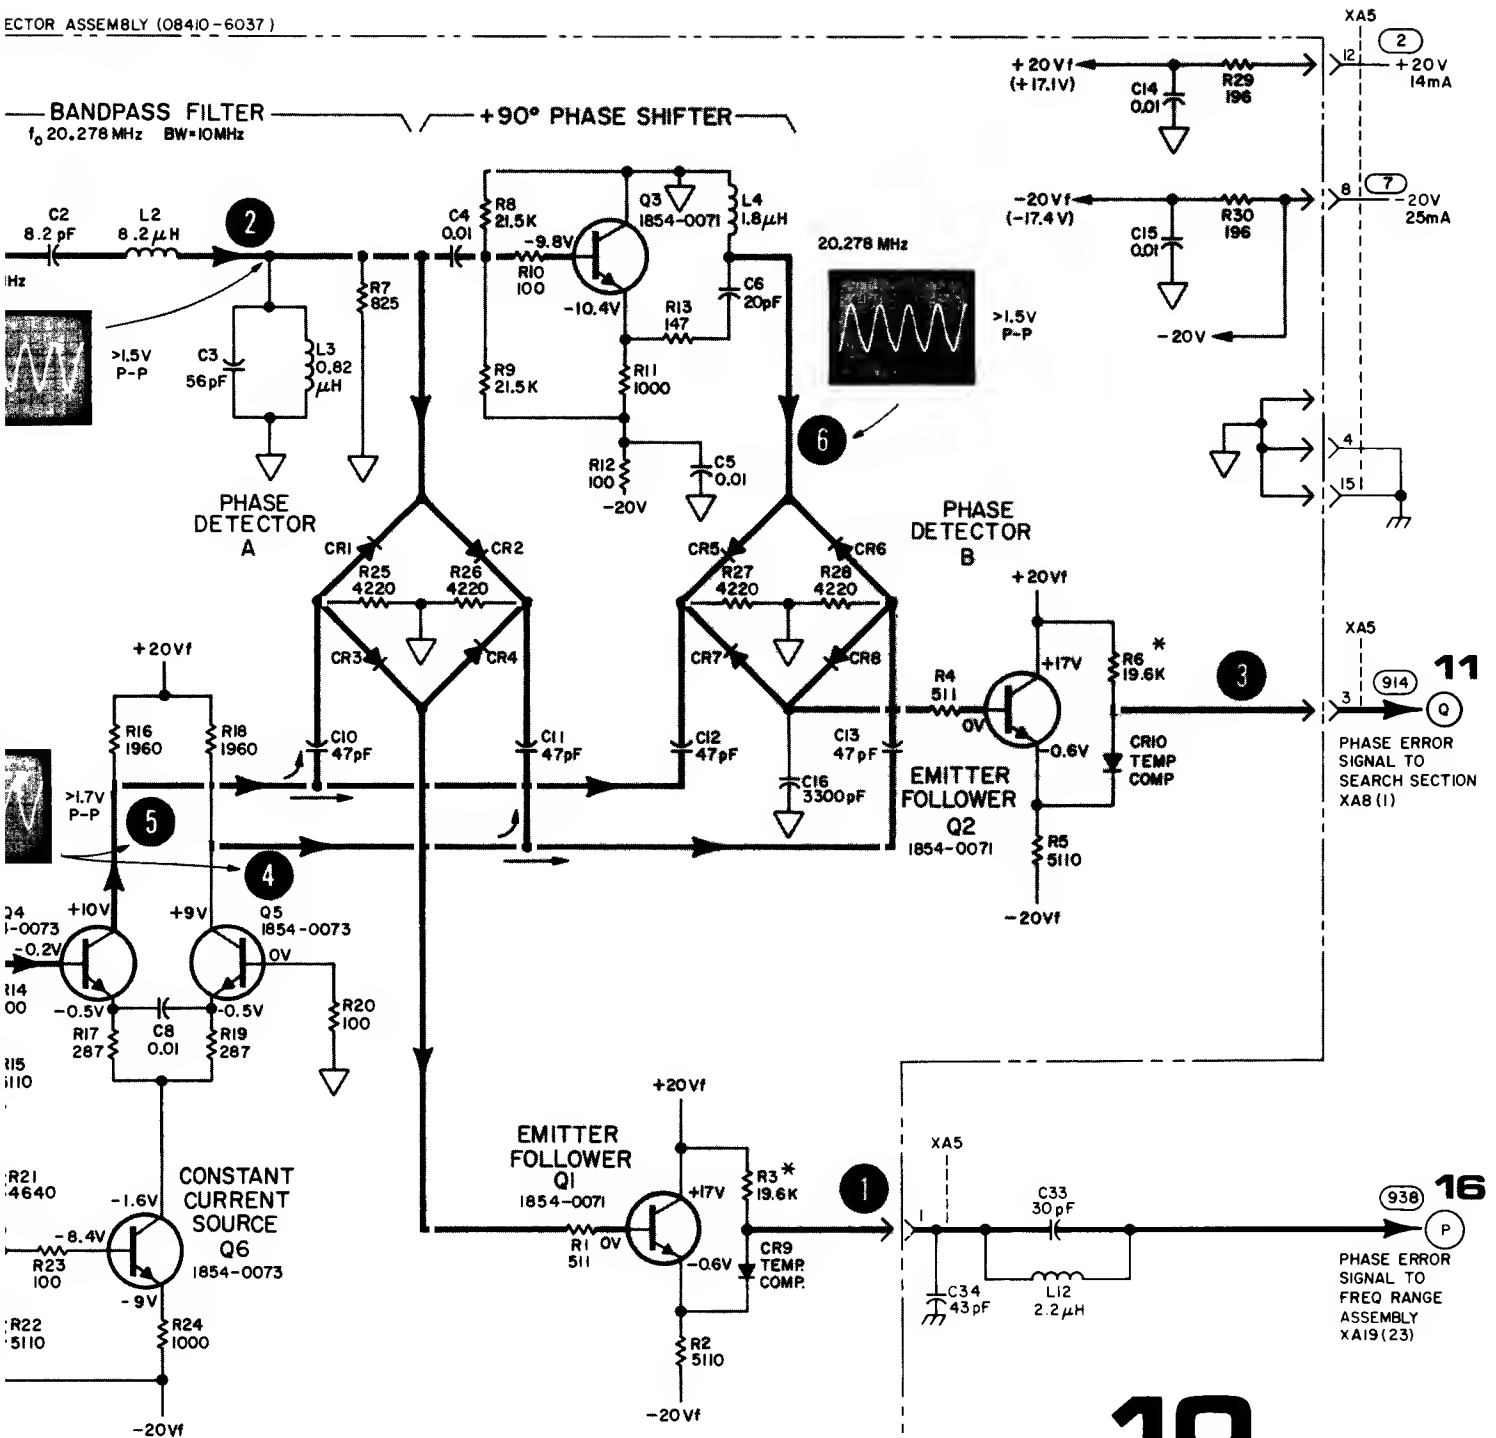 ECTOR ASSEMBLY (08410-6037)
XA5
+20Vf
(+17.1V)
C14
0.01
R29
196
12
2
+20V
14mA
BANDPASS FILTER
fo 20.278 MHz BW=10MHz
+90° PHASE SHIFTER
-20Vf
(-17.4V)
C15
0.01
R30
196
8
7
-20V
25mA
-20V
C2
8.2pF
L2
8.2μH
2
Hz
C4
0.01
R8
21.5K
Q3
1854-0071
L4
1.8μH
-9.8V
R10
100
-10.4V
R13
147
C6
20pF
20.278 MHz
>1.5V
P-P
R7
825
>1.5V
P-P
C3
56pF
L3
0.82
μH
R9
21.5K
R11
1000
6
R12
100
C5
0.01
-20V
4
15
PHASE
DETECTOR
A
CR1
CR2
R25
4220
R26
4220
CR3
CR4
CR5
CR6
R27
4220
R28
4220
CR7
CR8
PHASE
DETECTOR
B
+20Vf
+17V
R6 *
19.6K
R4
511
0V
-0.6V
CR10
TEMP
COMP
3
XA5
3
914
11
Q
PHASE ERROR
SIGNAL TO
SEARCH SECTION
XA8(1)
+20Vf
R16
1960
R18
1960
C10
47pF
C11
47pF
C12
47pF
C13
47pF
C16
3300pF
EMITTER
FOLLOWER
Q2
1854-0071
R5
5110
-20Vf
>1.7V
P-P
5
4
Q4
1-0073
+10V
+9V
Q5
1854-0073
-0.2V
0V
R14
00
-0.5V
C8
0.01
-0.5V
R17
287
R19
287
R20
100
R15
5110
R21
4640
-1.6V
CONSTANT
CURRENT
SOURCE
Q6
1854-0073
-8.4V
R23
100
-9V
R22
5110
R24
1000
-20Vf
+20Vf
EMITTER
FOLLOWER
Q1
1854-0071
+17V
R3 *
19.6K
R1
511
0V
-0.6V
CR9
TEMP.
COMP.
R2
5110
-20Vf
1
XA5
1
C33
30pF
C34
43pF
L12
2.2μH
938
16
P
PHASE ERROR
SIGNAL TO
FREQ RANGE
ASSEMBLY
XA19(23)
10